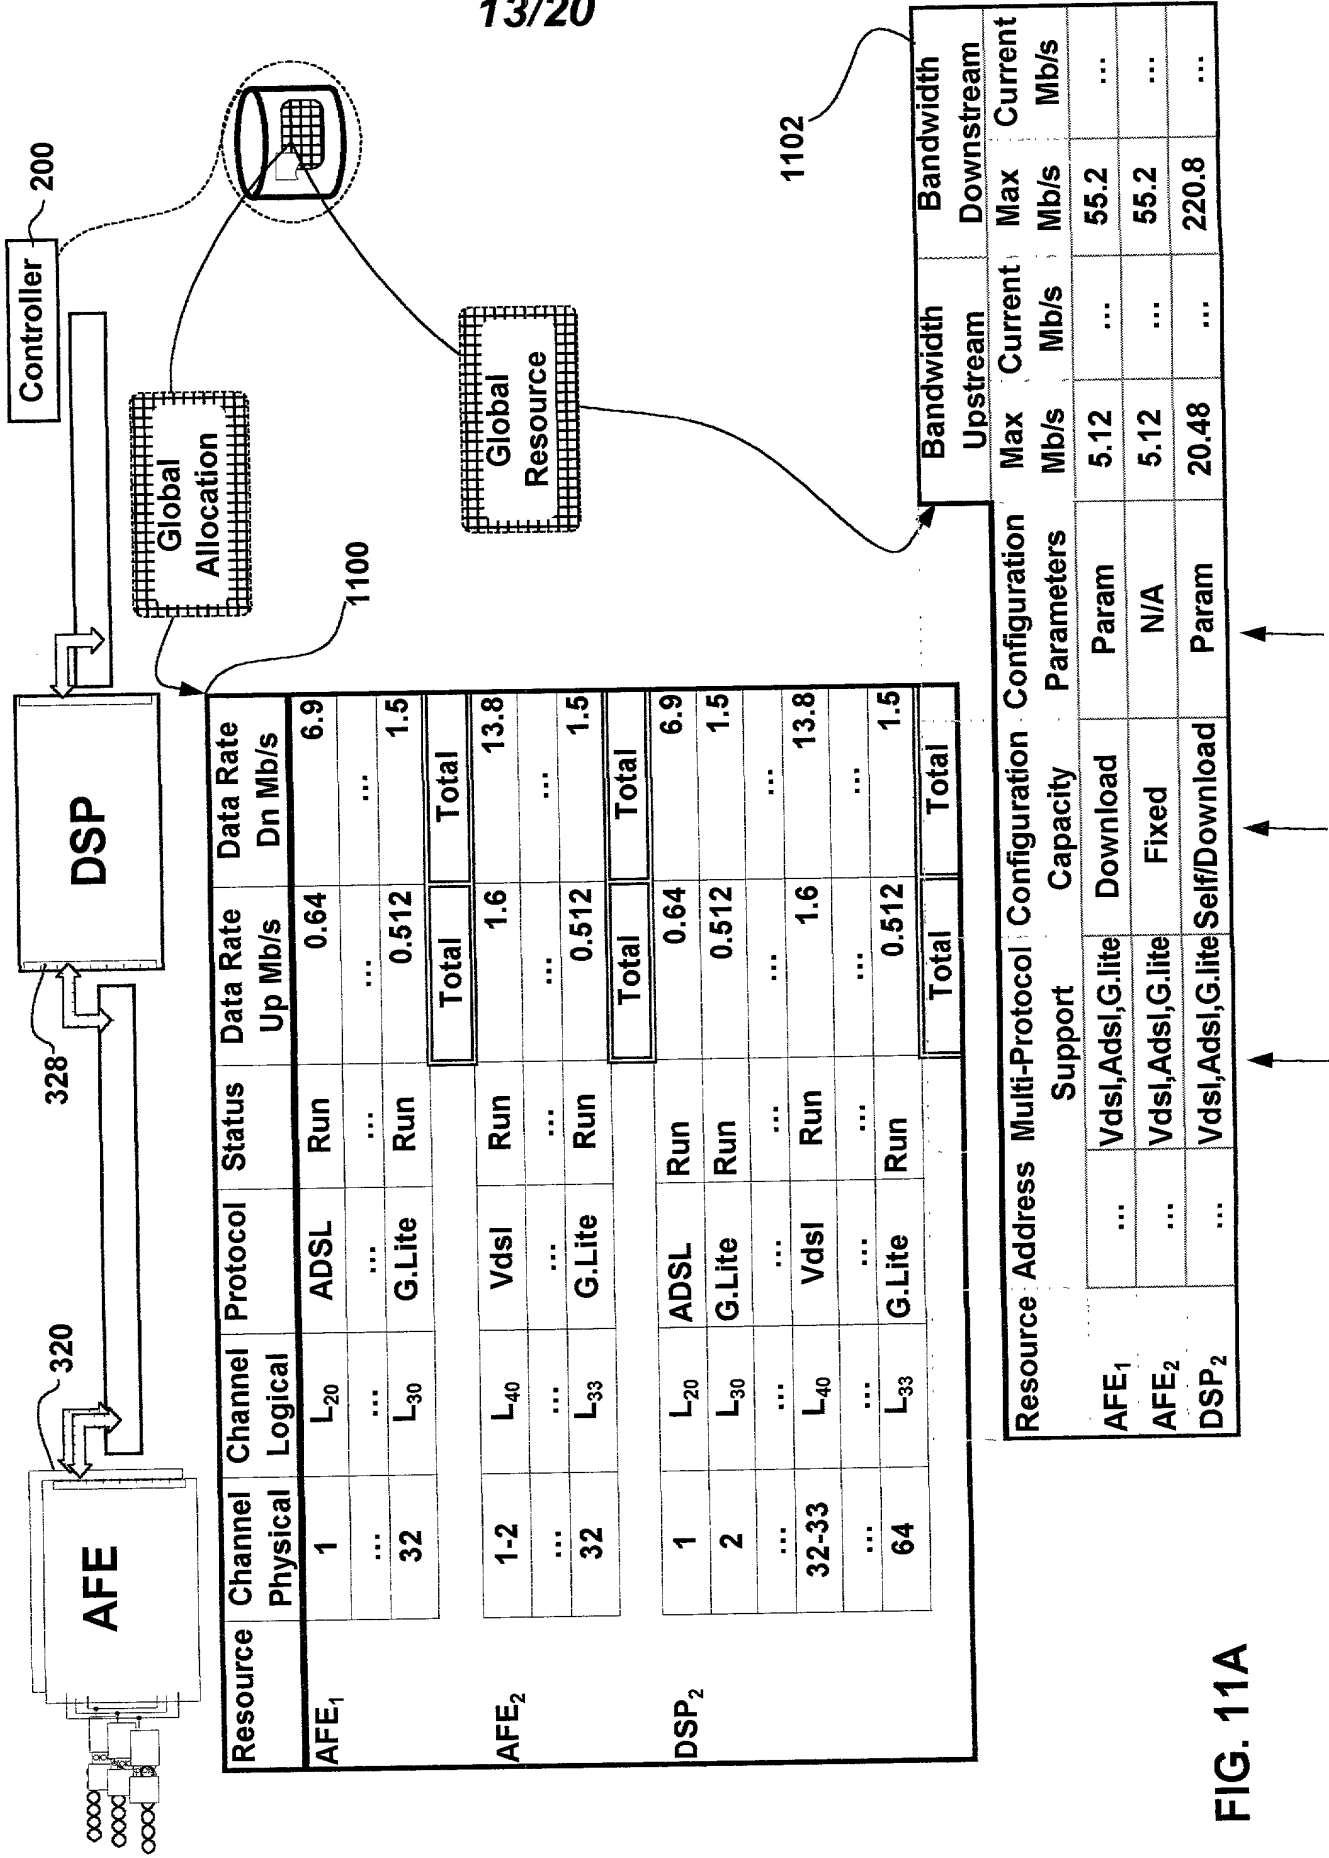 13/20
Controller
200
AFE
320
328
DSP
Global
Allocation
Global
Resource
1100
1102
Resource Channel Physical Channel Logical Protocol Status Data Rate Up Mb/s Data Rate Dn Mb/s
AFE1 1 L20 ADSL Run 0.64 6.9
... ... ... ... ... ...
32 L30 G.Lite Run 0.512 1.5
Total Total
AFE2 1-2 L40 Vdsl Run 1.6 13.8
... ... ... ... ... ...
32 L33 G.Lite Run 0.512 1.5
Total Total
DSP2 1 L20 ADSL Run 0.64 6.9
2 L30 G.Lite Run 0.512 1.5
... ... ... ... ... ...
32-33 L40 Vdsl Run 1.6 13.8
... ... ... ... ... ...
64 L33 G.Lite Run 0.512 1.5
Total Total
Bandwidth Upstream Bandwidth Downstream
Resource Address Multi-Protocol Support Configuration Capacity Configuration Parameters Max Mb/s Current Mb/s Max Mb/s Current Mb/s
AFE1 ... Vdsl,Adsl,G.lite Download Param 5.12 ... 55.2 ...
AFE2 ... Vdsl,Adsl,G.lite Fixed N/A 5.12 ... 55.2 ...
DSP2 ... Vdsl,Adsl,G.lite Self/Download Param 20.48 ... 220.8 ...
FIG. 11A